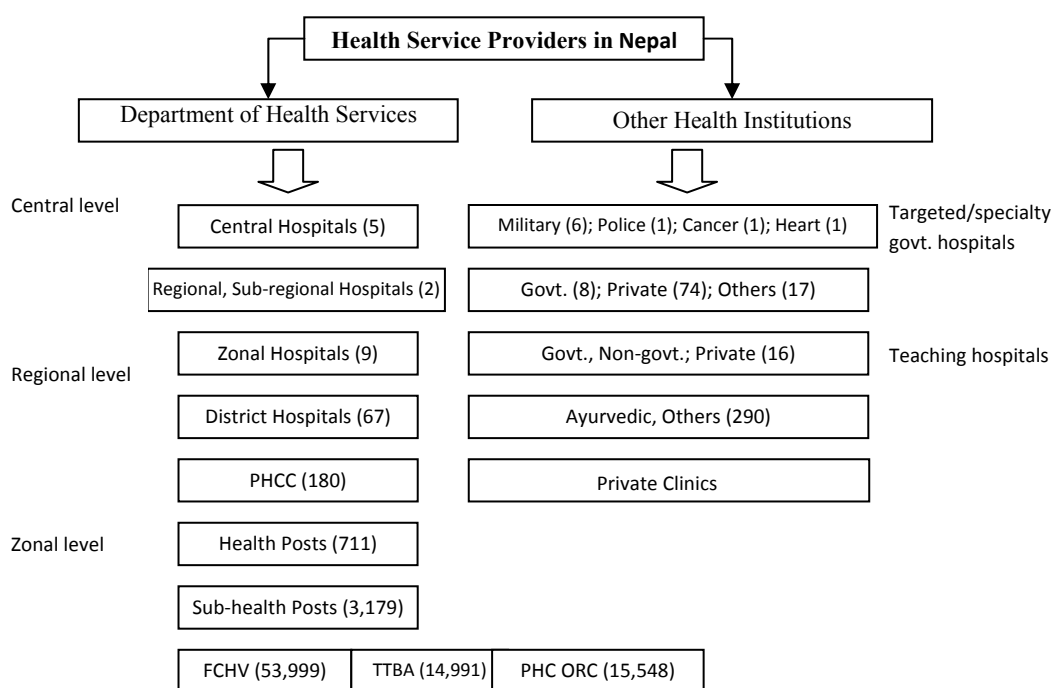 Health Service Providers in Nepal
Department of Health Services
Other Health Institutions
Central level
Central Hospitals (5)
Military (6); Police (1); Cancer (1); Heart (1)
Targeted/specialty
govt. hospitals
Regional, Sub-regional Hospitals (2)
Govt. (8); Private (74); Others (17)
Zonal Hospitals (9)
Govt., Non-govt.; Private (16)
Teaching hospitals
Regional level
District Hospitals (67)
Ayurvedic, Others (290)
PHCC (180)
Private Clinics
Zonal level
Health Posts (711)
Sub-health Posts (3,179)
FCHV (53,999)
TTBA (14,991)
PHC ORC (15,548)